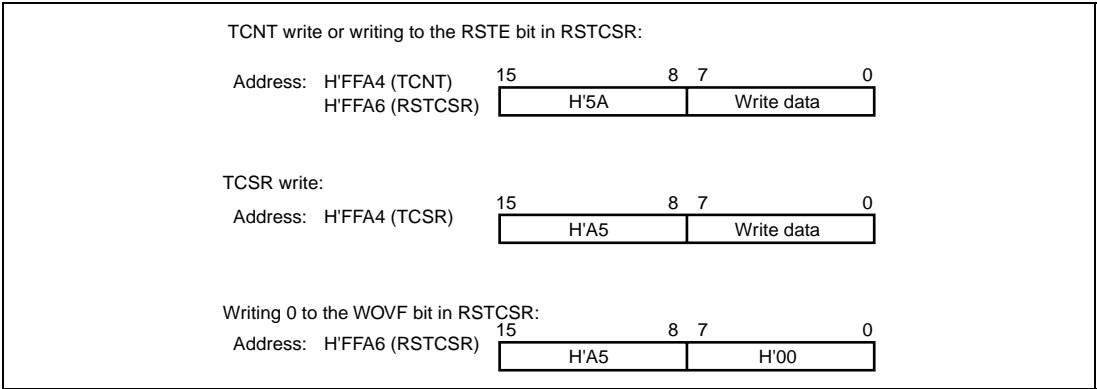 TCNT write or writing to the RSTE bit in RSTCSR:
15 8 7 0
Address: H'FFA4 (TCNT)
H'FFA6 (RSTCSR)
H'5A Write data
TCSR write:
15 8 7 0
Address: H'FFA4 (TCSR)
H'A5 Write data
Writing 0 to the WOVF bit in RSTCSR:
15 8 7 0
Address: H'FFA6 (RSTCSR)
H'A5 H'00